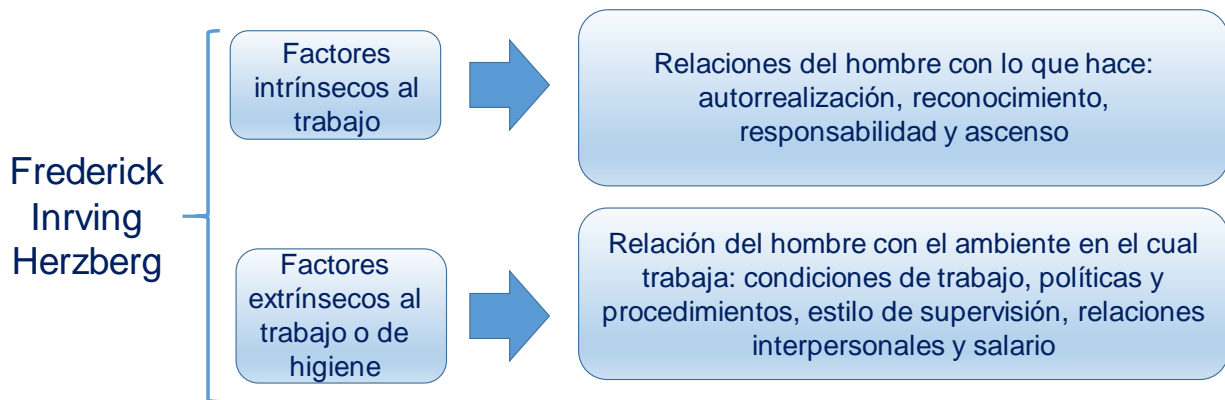 Frederick
Inrving
Herzberg
Factores
intrínsecos al
trabajo
Relaciones del hombre con lo que hace:
autorrealización, reconocimiento,
responsabilidad y ascenso
Factores
extrínsecos al
trabajo o de
higiene
Relación del hombre con el ambiente en el cual
trabaja: condiciones de trabajo, políticas y
procedimientos, estilo de supervisión, relaciones
interpersonales y salario